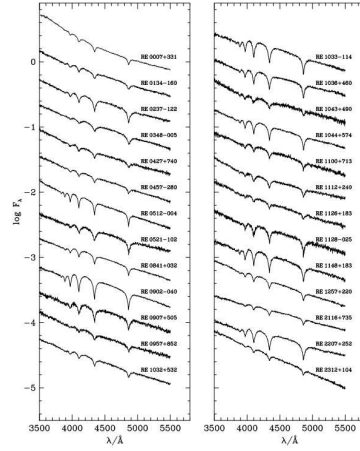 RE 0007+331
RE 0134-160
RE 0237-122
RE 0348-005
RE 0427+740
RE 0457-280
RE 0512-004
RE 0521-102
RE 0841+032
RE 0902-040
RE 0907+505
RE 0957+852
RE 1032+532
0
-1
-2
-3
-4
-5
log Fλ
3500 4000 4500 5000 5500
λ/Å
RE 1033-114
RE 1036+460
RE 1043+490
RE 1044+574
RE 1100+713
RE 1112+240
RE 1126+183
RE 1128-025
RE 1148+183
RE 1257+220
RE 2116+735
RE 2207+252
RE 2312+104
3500 4000 4500 5000 5500
λ/Å